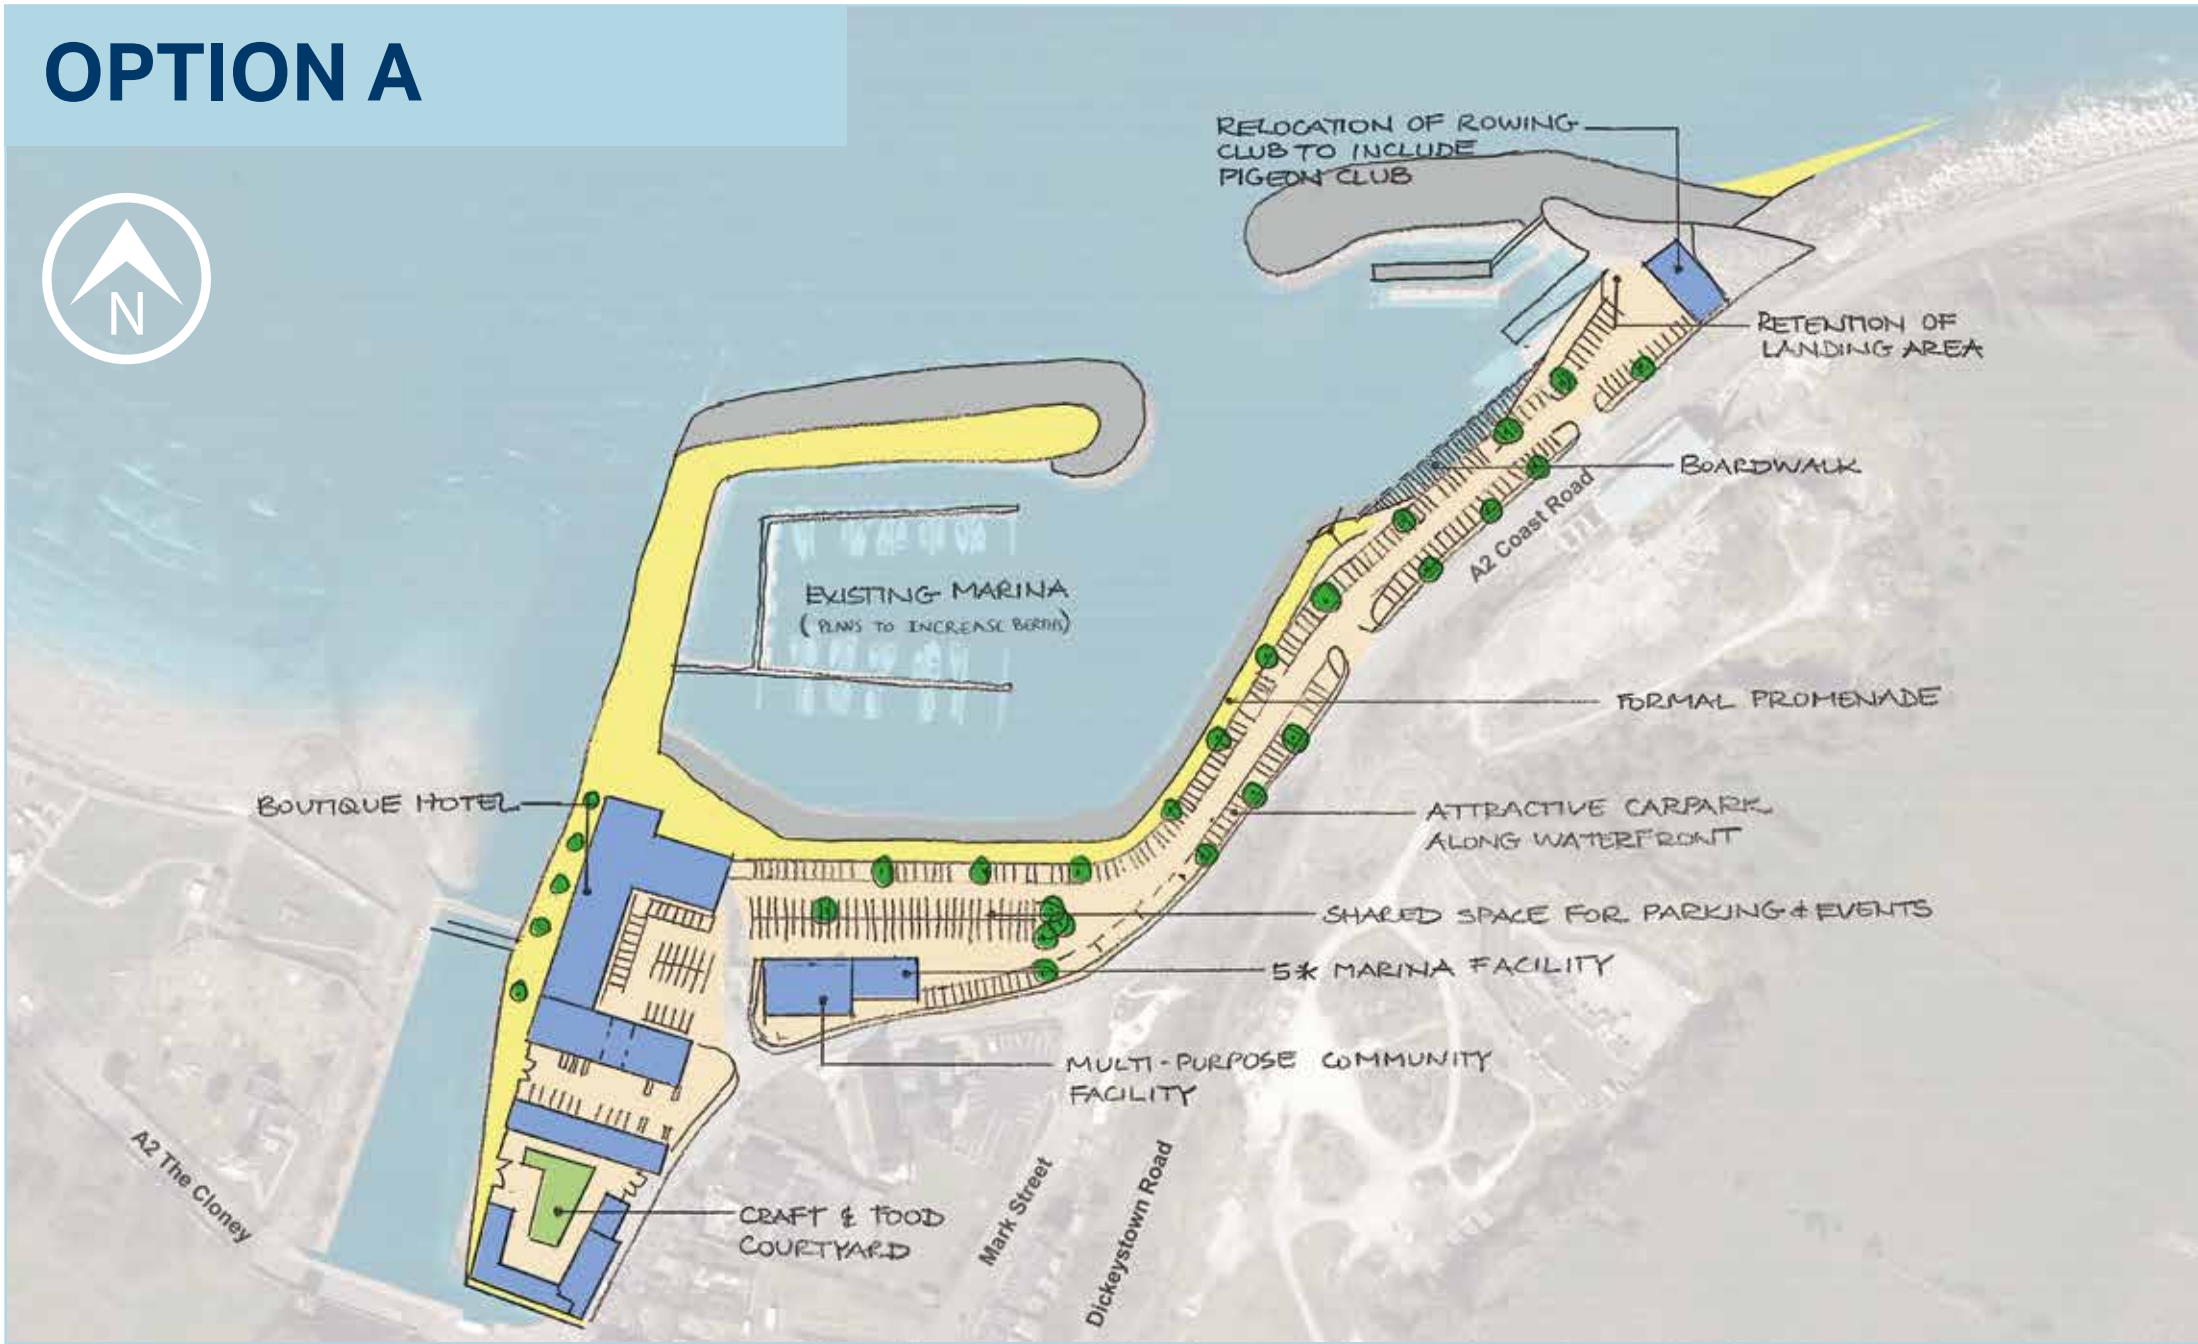 OPTION A
N
RELOCATION OF ROWING
CLUB TO INCLUDE
PIGEON CLUB
RETENTION OF
LANDING AREA
BOARDWALK
A2 Coast Road
EXISTING MARINA
(PLANS TO INCREASE BERTHS)
FORMAL PROMENADE
BOUTIQUE HOTEL
ATTRACTIVE CARPARK
ALONG WATERFRONT
SHARED SPACE FOR PARKING & EVENTS
5* MARINA FACILITY
MULTI-PURPOSE COMMUNITY
FACILITY
A2 The Cloney
CRAFT & FOOD
COURTYARD
Mark Street
Dickeystown Road